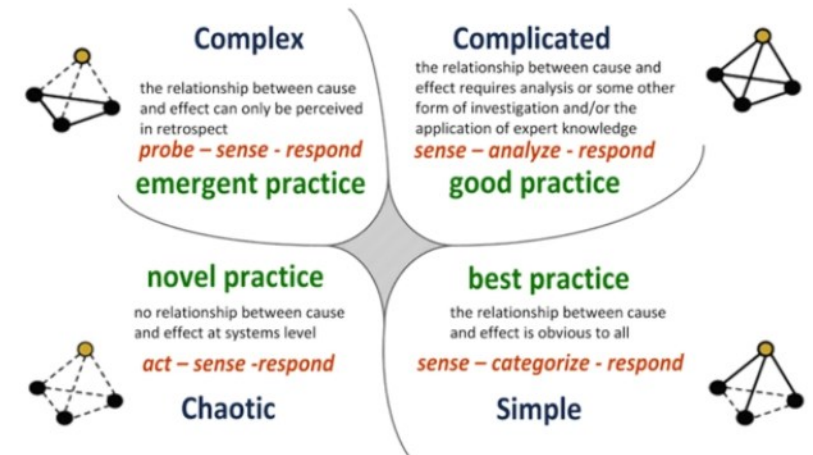 Complex
the relationship between cause
and effect can only be perceived
in retrospect
probe – sense - respond
emergent practice
Complicated
the relationship between cause and
effect requires analysis or some other
form of investigation and/or the
application of expert knowledge
sense – analyze - respond
good practice
novel practice
no relationship between cause
and effect at systems level
act – sense -respond
Chaotic
best practice
the relationship between cause
and effect is obvious to all
sense – categorize - respond
Simple